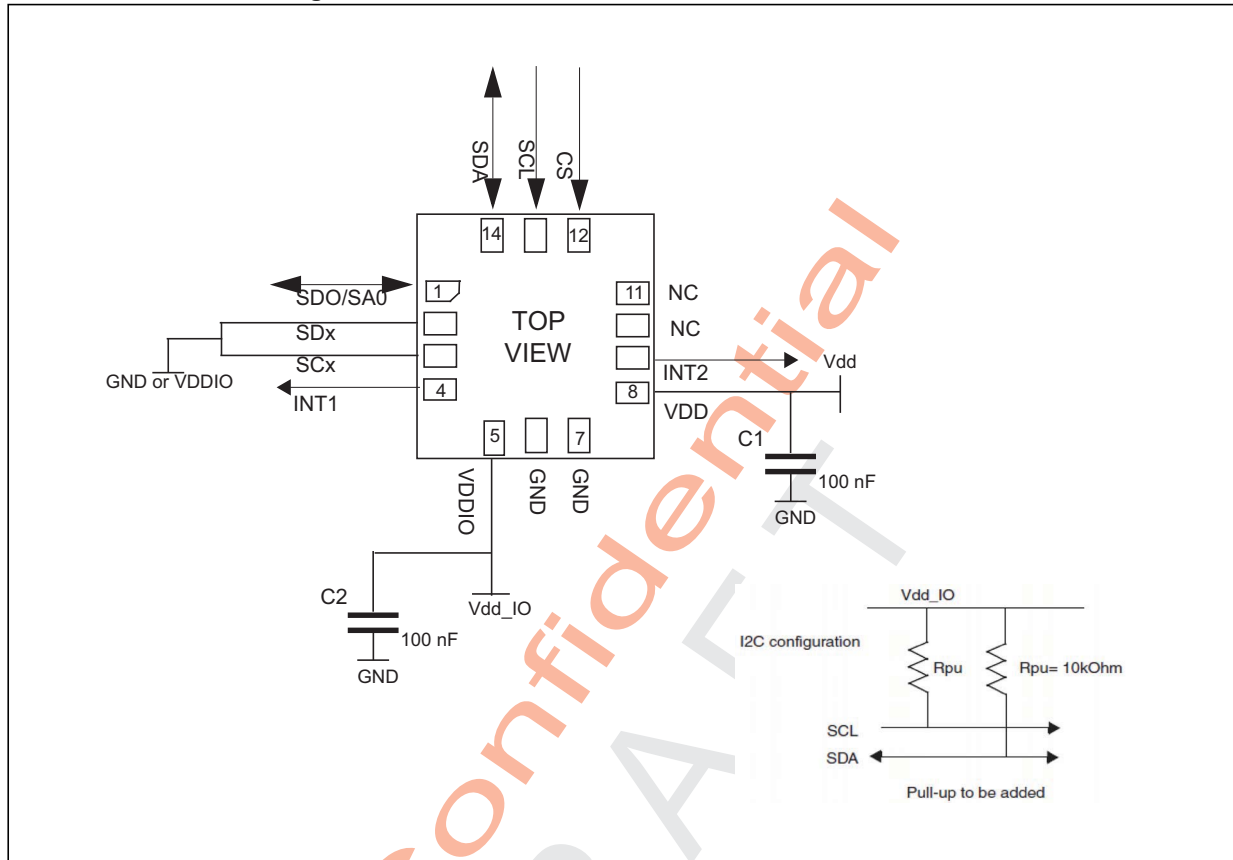 SDA
SCL
CS
14
12
1
SDO/SA0
SDx
SCx
GND or VDDIO
4
INT1
TOP
VIEW
11
NC
NC
INT2
8
VDD
Vdd
5
7
VDDIO
GND
GND
C1
100 nF
GND
C2
100 nF
GND
Vdd_IO
Vdd_IO
I2C configuration
Rpu
Rpu= 10kOhm
SCL
SDA
Pull-up to be added